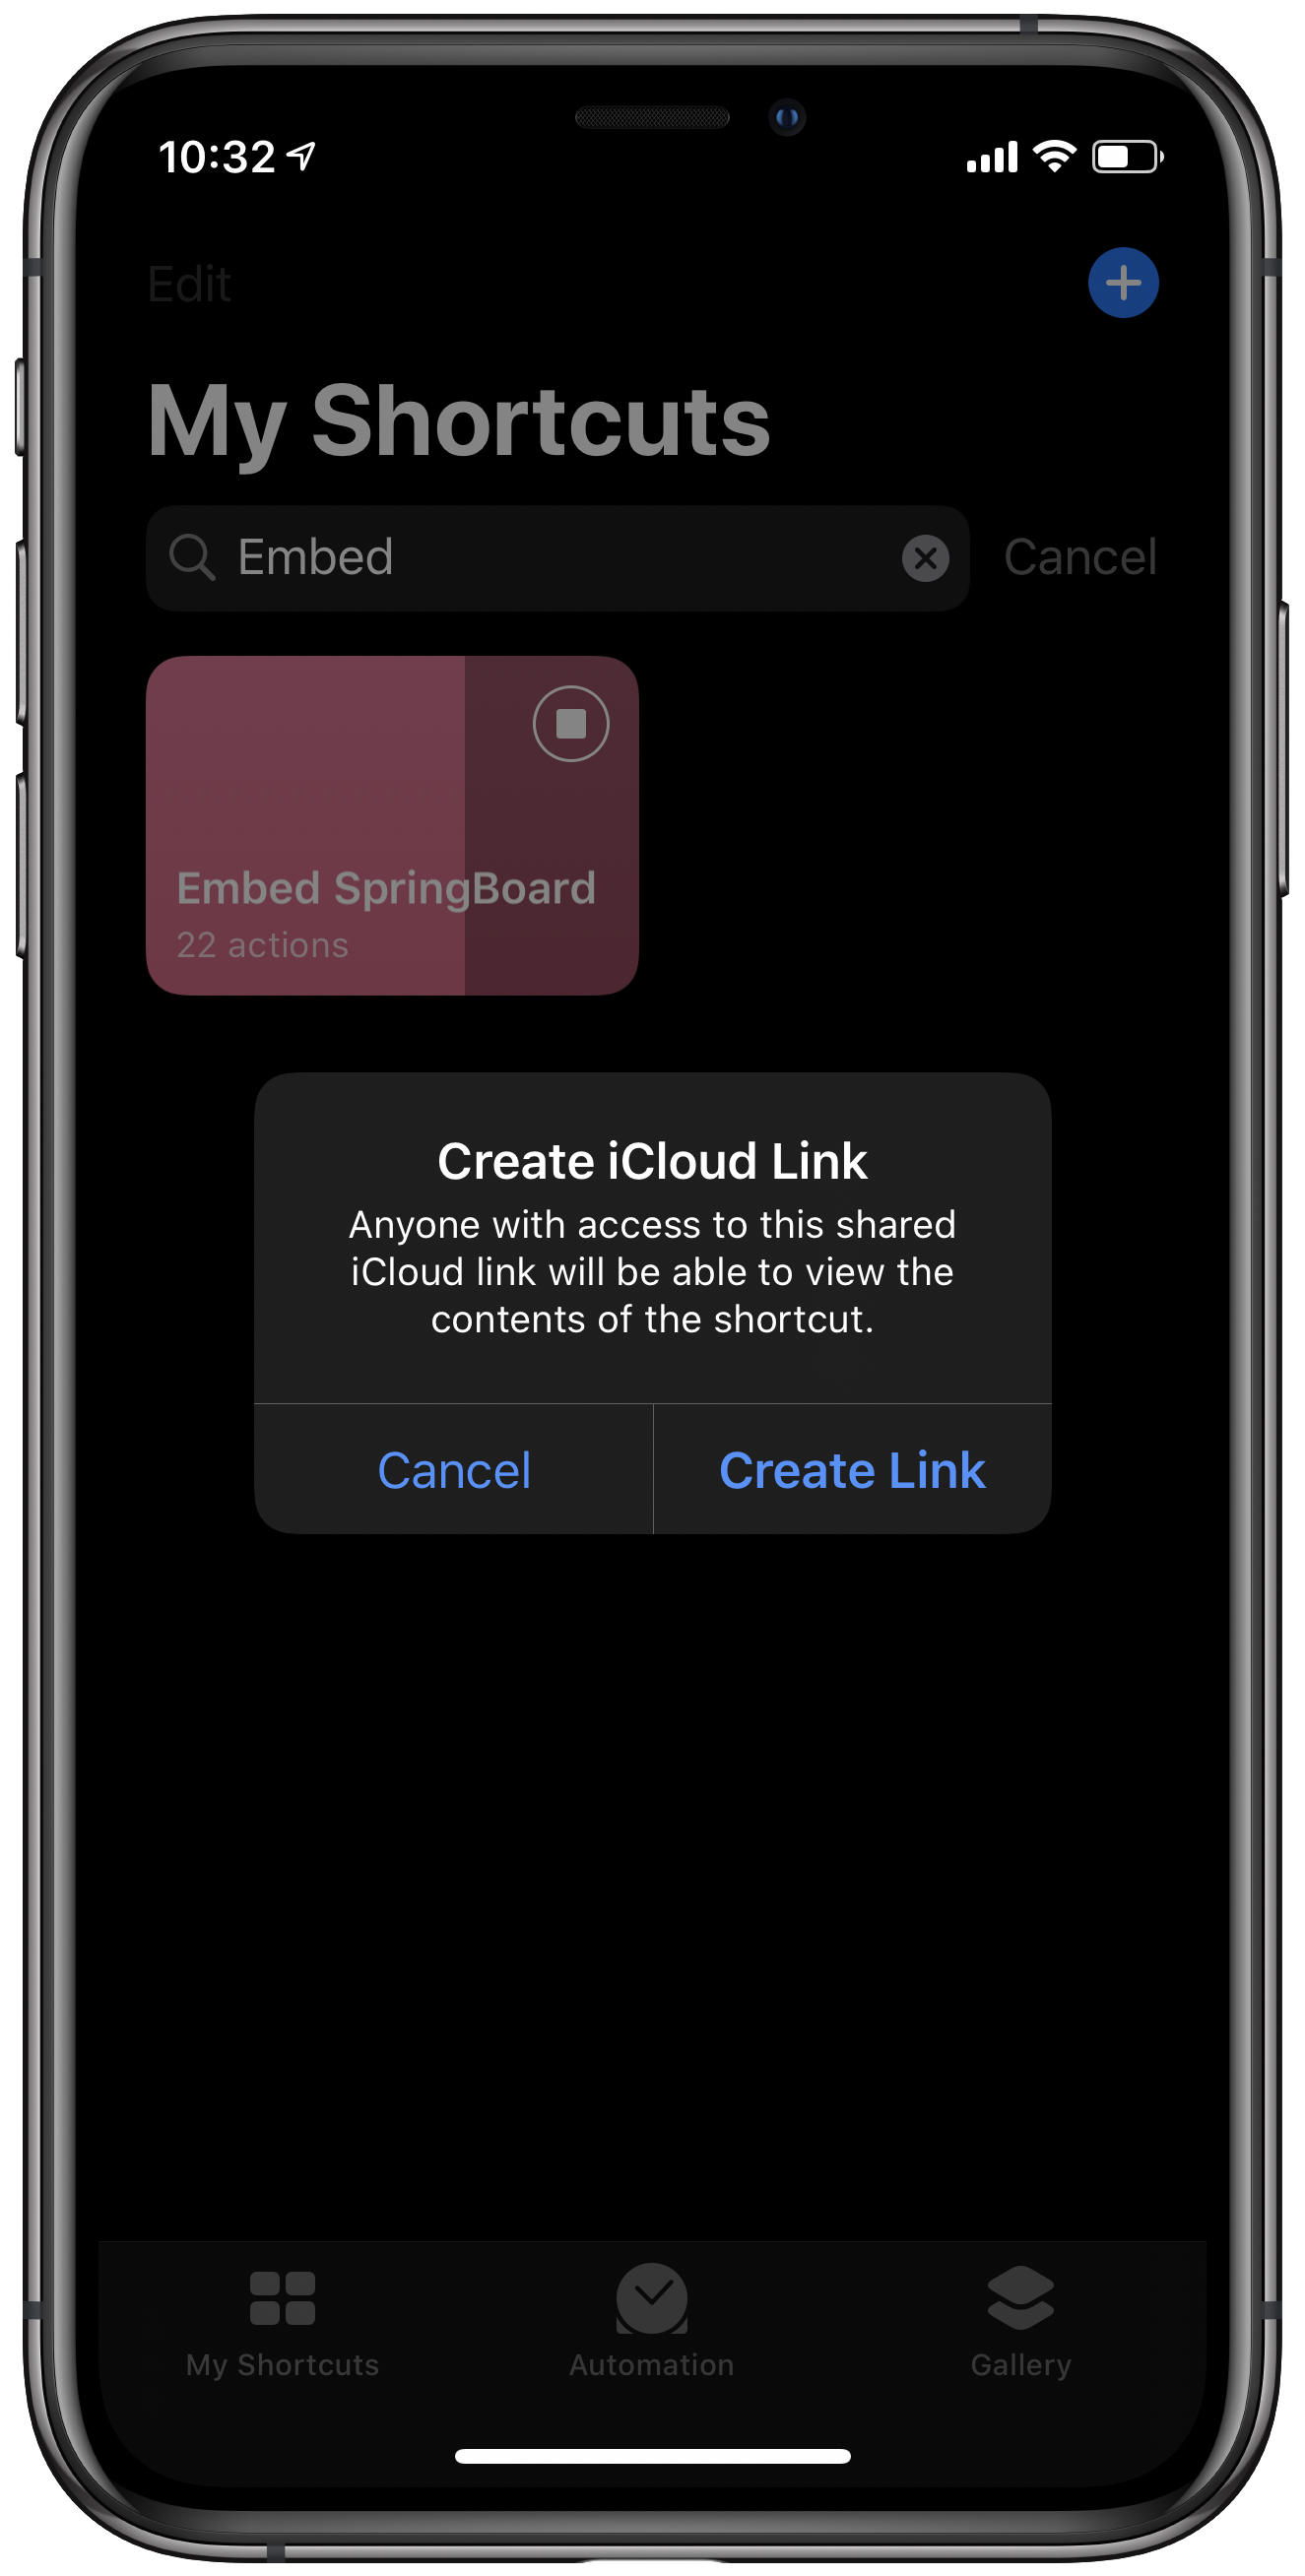 10:32
Edit
My Shortcuts
Embed
Cancel
Embed SpringBoard
22 actions
Create iCloud Link
Anyone with access to this shared
iCloud link will be able to view the
contents of the shortcut.
Cancel
Create Link
My Shortcuts
Automation
Gallery